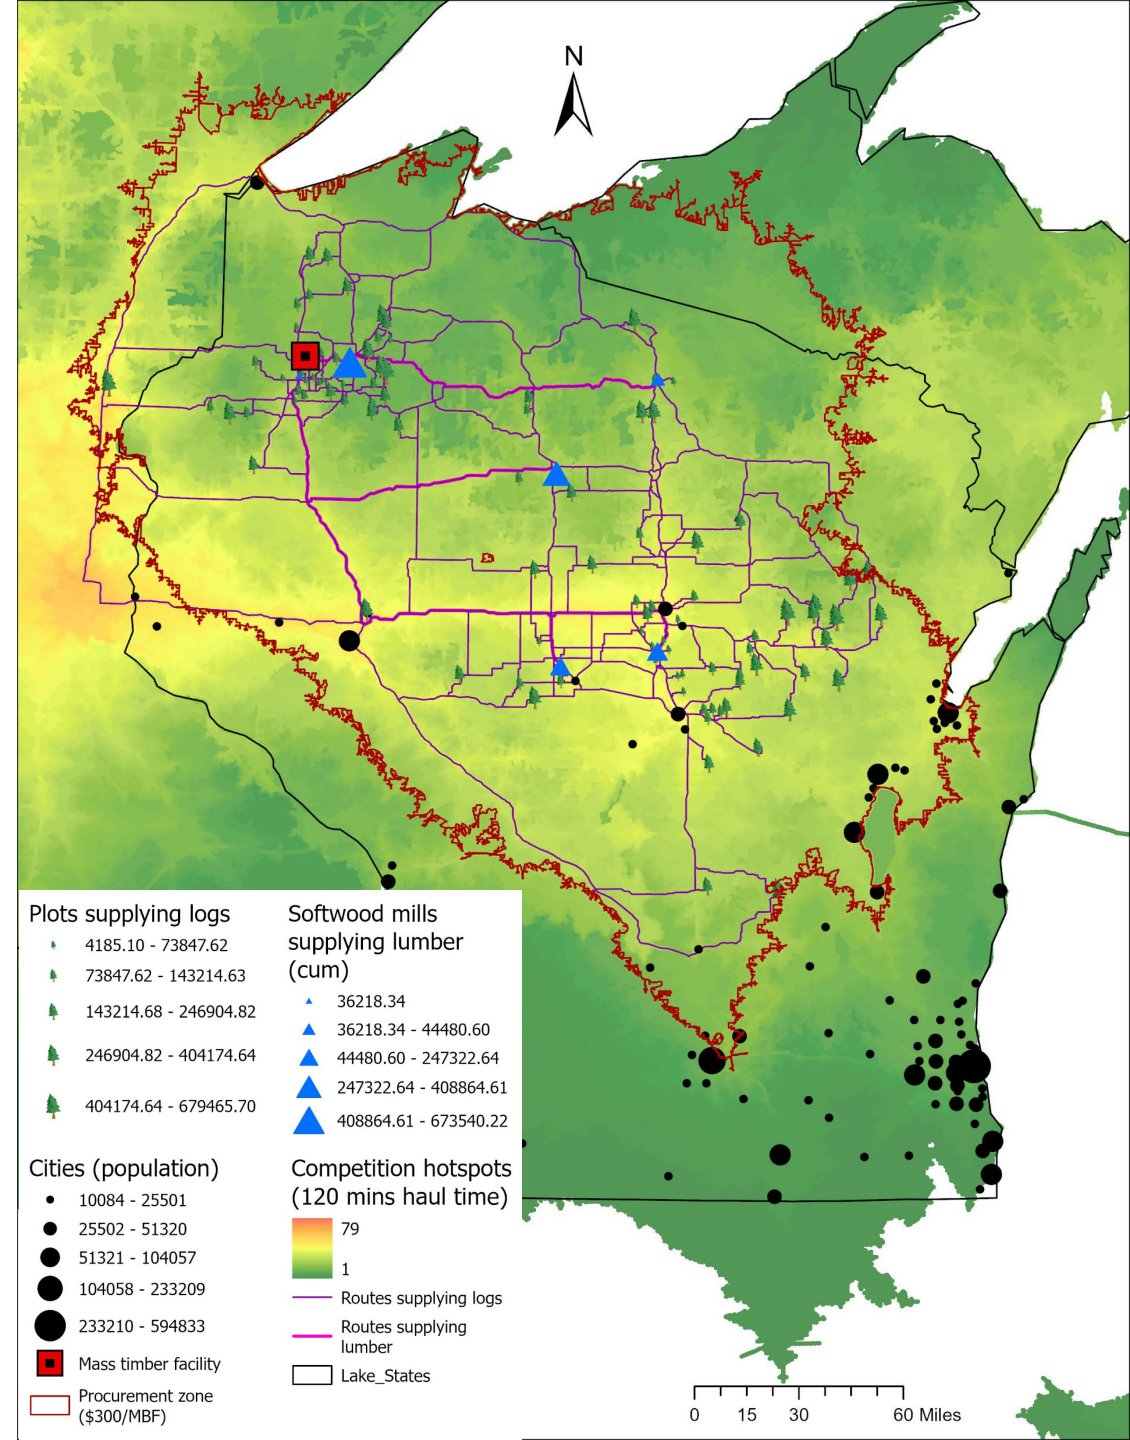 N
Plots supplying logs
4185.10 - 73847.62
73847.62 - 143214.63
143214.68 - 246904.82
246904.82 - 404174.64
404174.64 - 679465.70
Cities (population)
10084 - 25501
25502 - 51320
51321 - 104057
104058 - 233209
233210 - 594833
Mass timber facility
Procurement zone
($300/MBF)
Softwood mills
supplying lumber
(cum)
36218.34
36218.34 - 44480.60
44480.60 - 247322.64
247322.64 - 408864.61
408864.61 - 673540.22
Competition hotspots
(120 mins haul time)
79
1
Routes supplying logs
Routes supplying
lumber
Lake_States
0 15 30 60 Miles